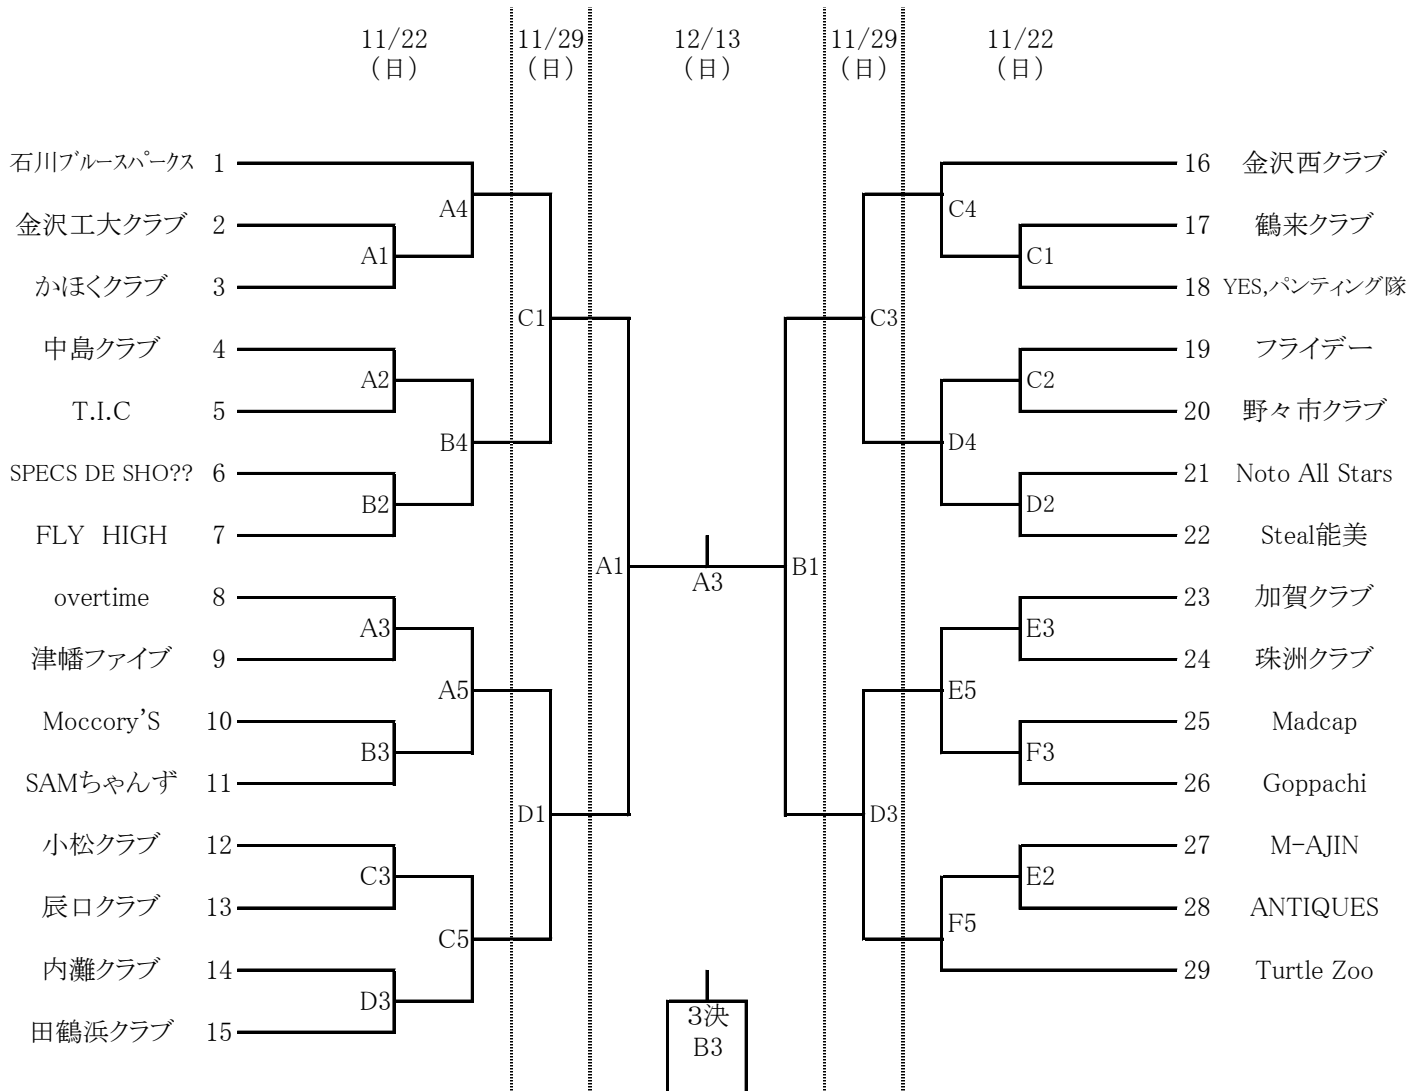 11/22 11/29 12/13 11/29 11/22
(日) (日) (日) (日) (日)
石川ブルースパークス 1
16 金沢西クラブ
A4
C4
金沢工大クラブ 2
17 鶴来クラブ
A1
C1
かほくクラブ 3
18 YES,パンティング隊
C1
C3
中島クラブ 4
19 フライデー
A2
C2
T.I.C 5
20 野々市クラブ
B4
D4
SPECS DE SHO?? 6
21 Noto All Stars
B2
D2
FLY HIGH 7
22 Steal能美
A1
A3
B1
overtime 8
23 加賀クラブ
A3
E3
津幡ファイブ 9
24 珠洲クラブ
A5
E5
Moccory'S 10
25 Madcap
B3
F3
SAMちゃんず 11
26 Goppachi
D1
D3
小松クラブ 12
27 M-AJIN
C3
E2
辰口クラブ 13
28 ANTIQUES
C5
F5
内灘クラブ 14
29 Turtle Zoo
D3
田鶴浜クラブ 15
3決
B3